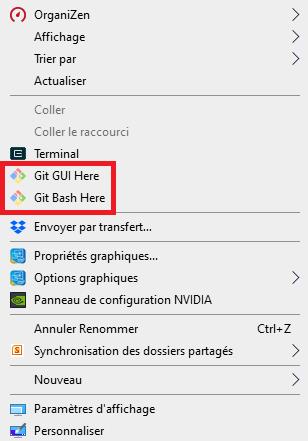 OrganiZen
Affichage
Trier par
Actualiser
Coller
Coller le raccourci
Terminal
Git GUI Here
Git Bash Here
Envoyer par transfert...
Propriétés graphiques...
Options graphiques
Panneau de configuration NVIDIA
Annuler Renommer Ctrl+Z
Synchronisation des dossiers partagés
Nouveau
Paramètres d'affichage
Personnaliser